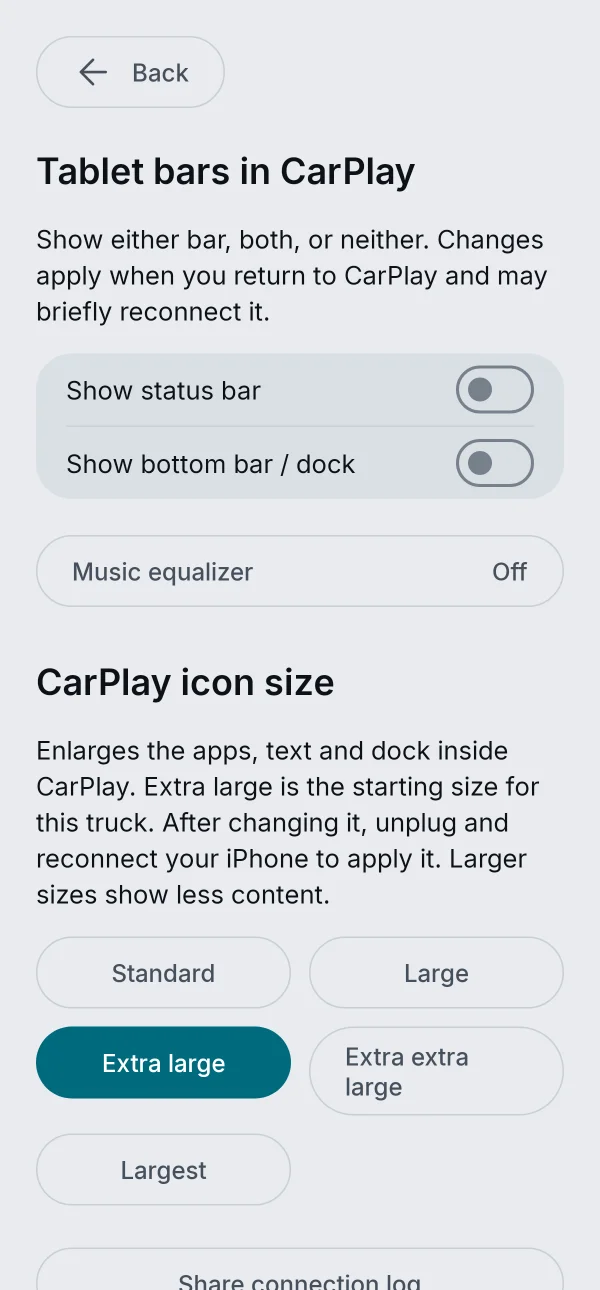 Back
Tablet bars in CarPlay
Show either bar, both, or neither. Changes
apply when you return to CarPlay and may
briefly reconnect it.
Show status bar
Show bottom bar / dock
Music equalizer Off
CarPlay icon size
Enlarges the apps, text and dock inside
CarPlay. Extra large is the starting size for
this truck. After changing it, unplug and
reconnect your iPhone to apply it. Larger
sizes show less content.
Standard Large
Extra large
Extra extra
large
Largest
Share connection log